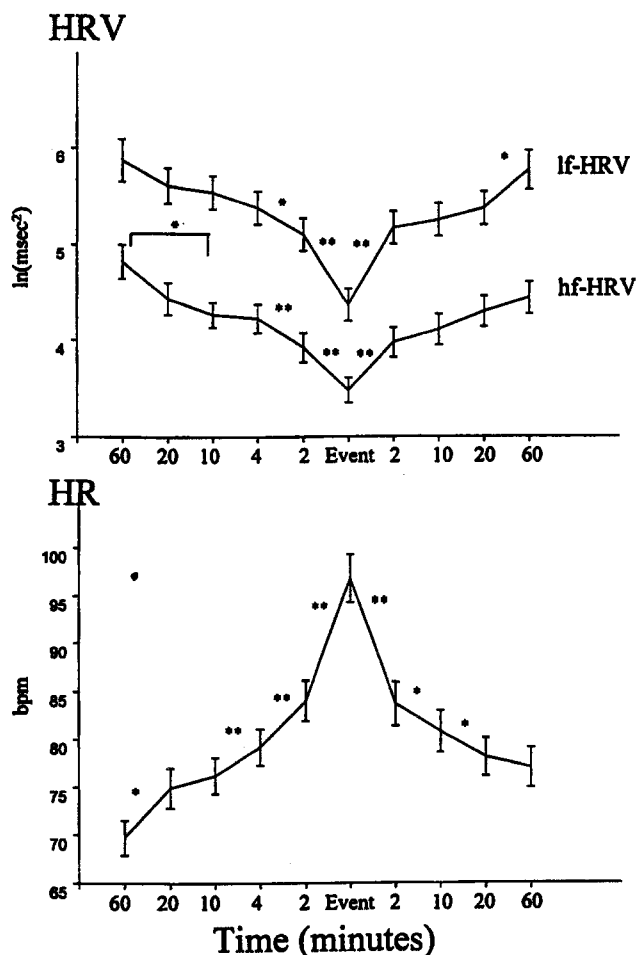 HRV
6
5
4
3
ln(msec²)
* * ** ** *
* ** ** **
lf-HRV
hf-HRV
60 20 10 4 2 Event 2 10 20 60
HR
100
95
90
85
80
75
70
65
bpm
* ** ** ** ** * *
60 20 10 4 2 Event 2 10 20 60
Time (minutes)